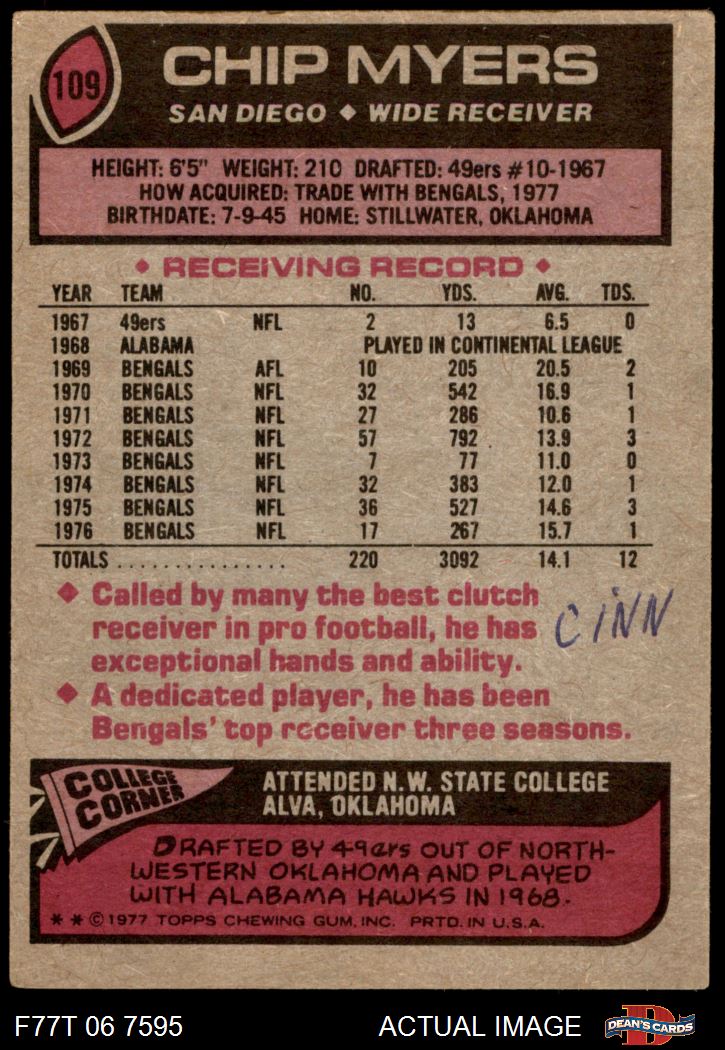 109
CHIP MYERS
SAN DIEGO ◆ WIDE RECEIVER
HEIGHT: 6'5" WEIGHT: 210 DRAFTED: 49ers #10-1967
HOW ACQUIRED: TRADE WITH BENGALS, 1977
BIRTHDATE: 7-9-45 HOME: STILLWATER, OKLAHOMA
◆ RECEIVING RECORD ◆
YEAR TEAM NO. YDS. AVG. TDS.
1967 49ers NFL 2 13 6.5 0
1968 ALABAMA PLAYED IN CONTINENTAL LEAGUE
1969 BENGALS AFL 10 205 20.5 2
1970 BENGALS NFL 32 542 16.9 1
1971 BENGALS NFL 27 286 10.6 1
1972 BENGALS NFL 57 792 13.9 3
1973 BENGALS NFL 7 77 11.0 0
1974 BENGALS NFL 32 383 12.0 1
1975 BENGALS NFL 36 527 14.6 3
1976 BENGALS NFL 17 267 15.7 1
TOTALS . . . . . . . . . . . . . . . 220 3092 14.1 12
◆ Called by many the best clutch
receiver in pro football, he has
exceptional hands and ability.
CINN
◆ A dedicated player, he has been
Bengals' top receiver three seasons.
COLLEGE
CORNER
ATTENDED N.W. STATE COLLEGE
ALVA, OKLAHOMA
DRAFTED BY 49ers OUT OF NORTH-
WESTERN OKLAHOMA AND PLAYED
WITH ALABAMA HAWKS IN 1968.
* * © 1977 TOPPS CHEWING GUM, INC. PRTD. IN U.S.A.
F77T 06 7595 ACTUAL IMAGE
DEAN'S CARDS